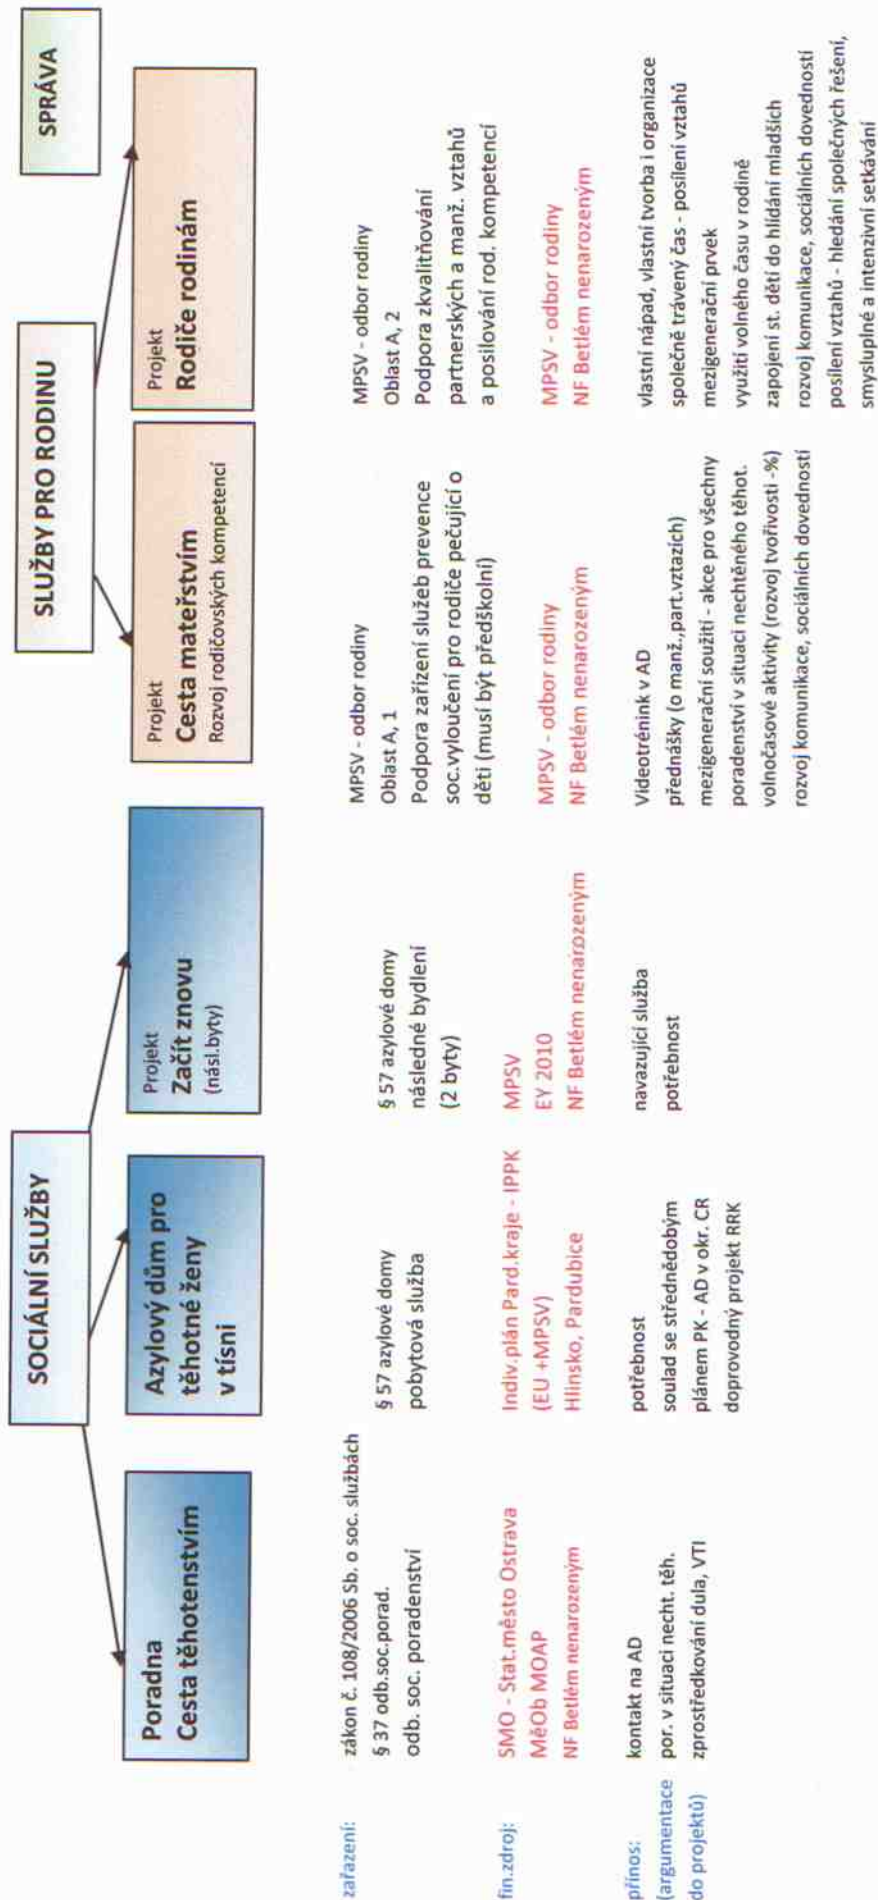 SOCIÁLNÍ SLUŽBY
SLUŽBY PRO RODINU
SPRÁVA
Poradna
Cesta těhotenstvím
Azylový dům pro
těhotné ženy
v tísni
Projekt
Začít znovu
(násl.byty)
Projekt
Cesta mateřstvím
Rozvoj rodičovských kompetencí
Projekt
Rodiče rodinám
zařazení:
zákon č. 108/2006 Sb. o soc. službách
§ 37 odb.soc.porad.
odb. soc. poradenství
§ 57 azylové domy
pobytová služba
§ 57 azylové domy
následné bydlení
(2 byty)
MPSV - odbor rodiny
Oblast A, 1
Podpora zařízení služeb prevence
soc.vyloučení pro rodiče pečující o
děti (musí být předškolní)
MPSV - odbor rodiny
Oblast A, 2
Podpora zkvalitňování
partnerských a manž. vztahů
a posilování rod. kompetencí
fin.zdroj:
SMO - Stat.město Ostrava
MěOb MOAP
NF Betlém nenarozeným
Indiv.plán Pard.kraje - IPPK
(EU +MPSV)
Hlinsko, Pardubice
MPSV
EY 2010
NF Betlém nenarozeným
MPSV - odbor rodiny
NF Betlém nenarozeným
MPSV - odbor rodiny
NF Betlém nenarozeným
přínos:
(argumentace
do projektů)
kontakt na AD
por. v situaci necht. těh.
zprostředkování dula, VTI
potřebnost
soulad se střednědobým
plánem PK - AD v okr. CR
doprovodný projekt RRK
navazující služba
potřebnost
Videotrénink v AD
přednášky (o manž.,part.vztazích)
mezigenerační soužití - akce pro všechny
poradenství v situaci nechtěného těhot.
volnočasové aktivity (rozvoj tvořivosti -%)
rozvoj komunikace, sociálních dovedností
vlastní nápad, vlastní tvorba i organizace
společně trávený čas - posílení vztahů
mezigenerační prvek
využití volného času v rodině
zapojení st. dětí do hlídání mladších
rozvoj komunikace, sociálních dovedností
posílení vztahů - hledání společných řešení,
smysluplné a intenzivní setkávání